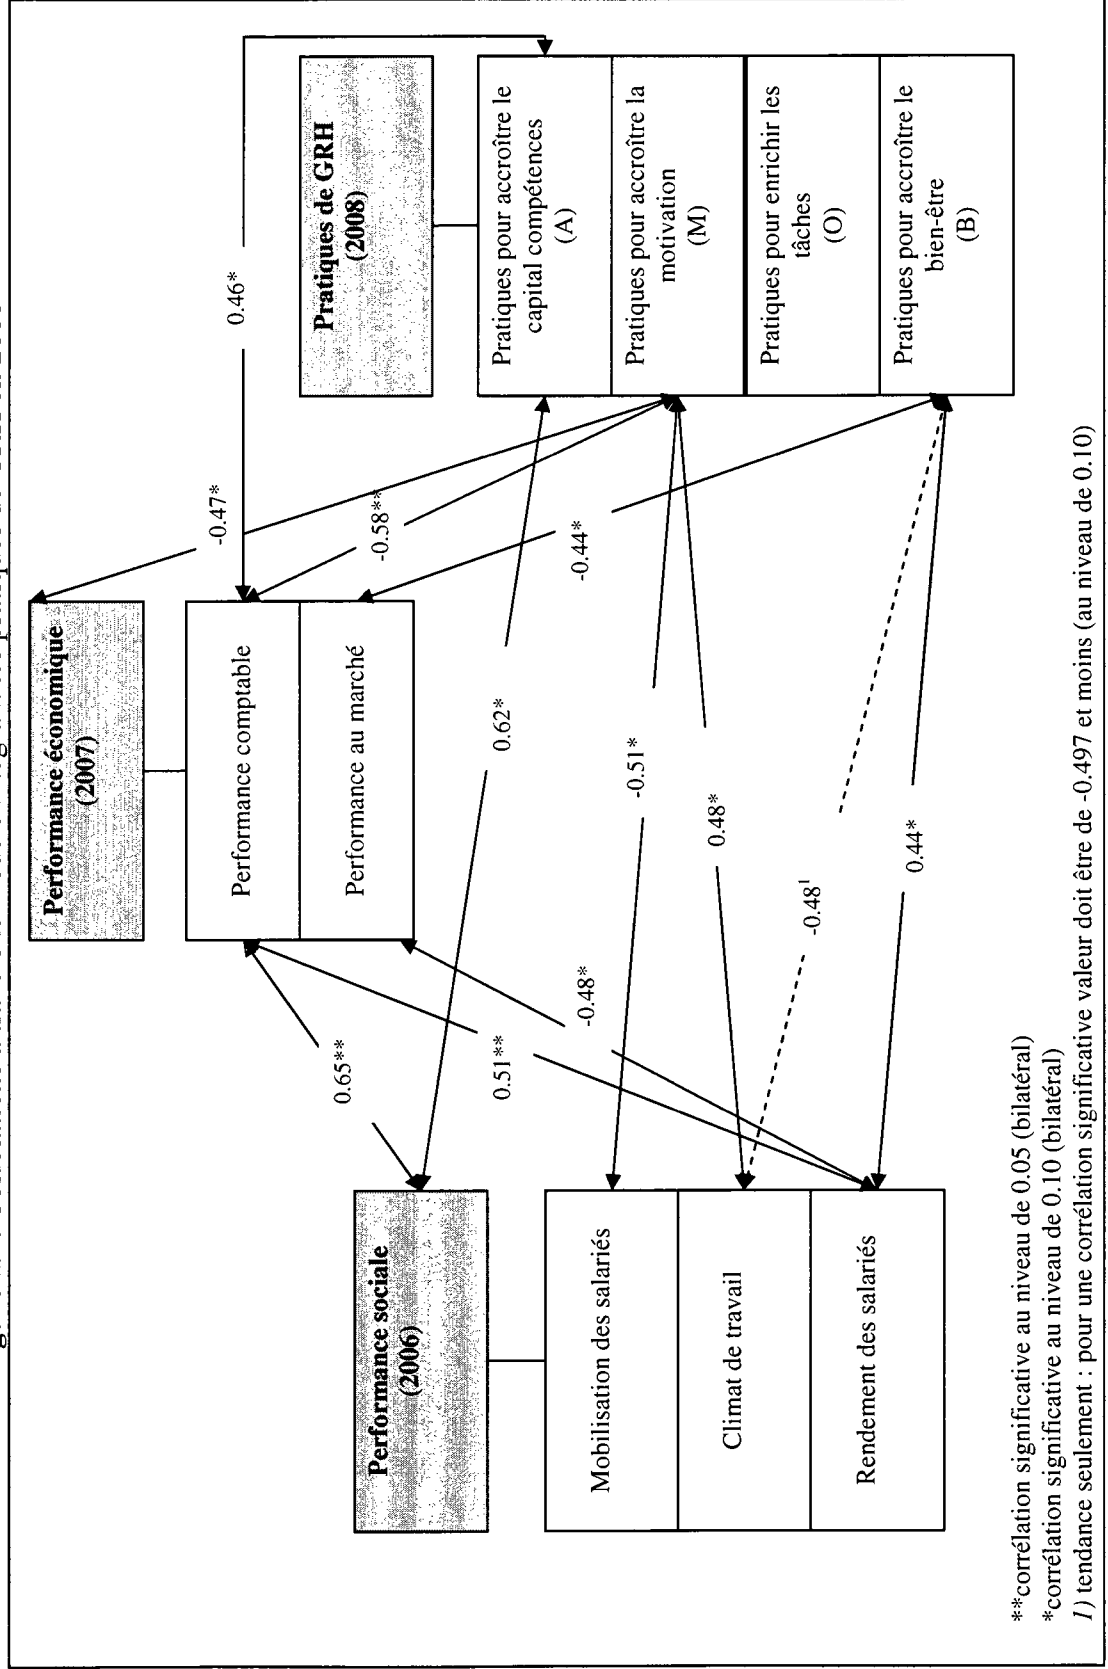 Performance sociale
(2006)
Mobilisation des salariés
Climat de travail
Rendement des salariés
Performance économique
(2007)
Performance comptable
Performance au marché
Pratiques de GRH
(2008)
Pratiques pour accroître le
capital compétences
(A)
Pratiques pour accroître la
motivation
(M)
Pratiques pour enrichir les
tâches
(O)
Pratiques pour accroître le
bien-être
(B)
0.65**
0.51**
-0.48*
0.62*
-0.51*
0.48*
-0.48¹
0.44*
-0.47*
-0.58**
-0.44*
0.46*
**corrélation significative au niveau de 0.05 (bilatéral)
*corrélation significative au niveau de 0.10 (bilatéral)
1) tendance seulement : pour une corrélation significative valeur doit être de -0.497 et moins (au niveau de 0.10)